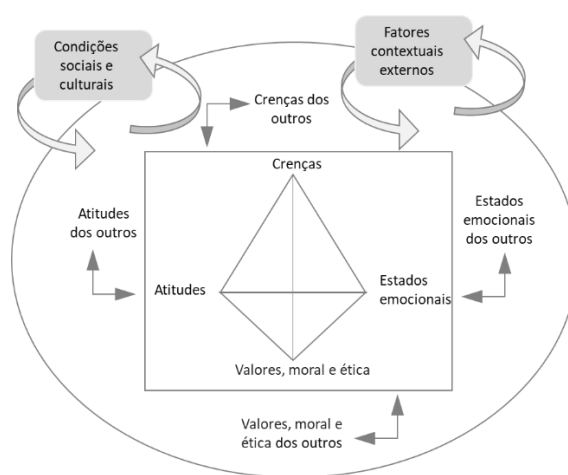 Condições
sociais e
culturais
Fatores
contextuais
externos
Crenças dos
outros
Crenças
Atitudes
dos outros
Estados
emocionais
dos outros
Atitudes
Estados
emocionais
Valores, moral e ética
Valores, moral e
ética dos outros